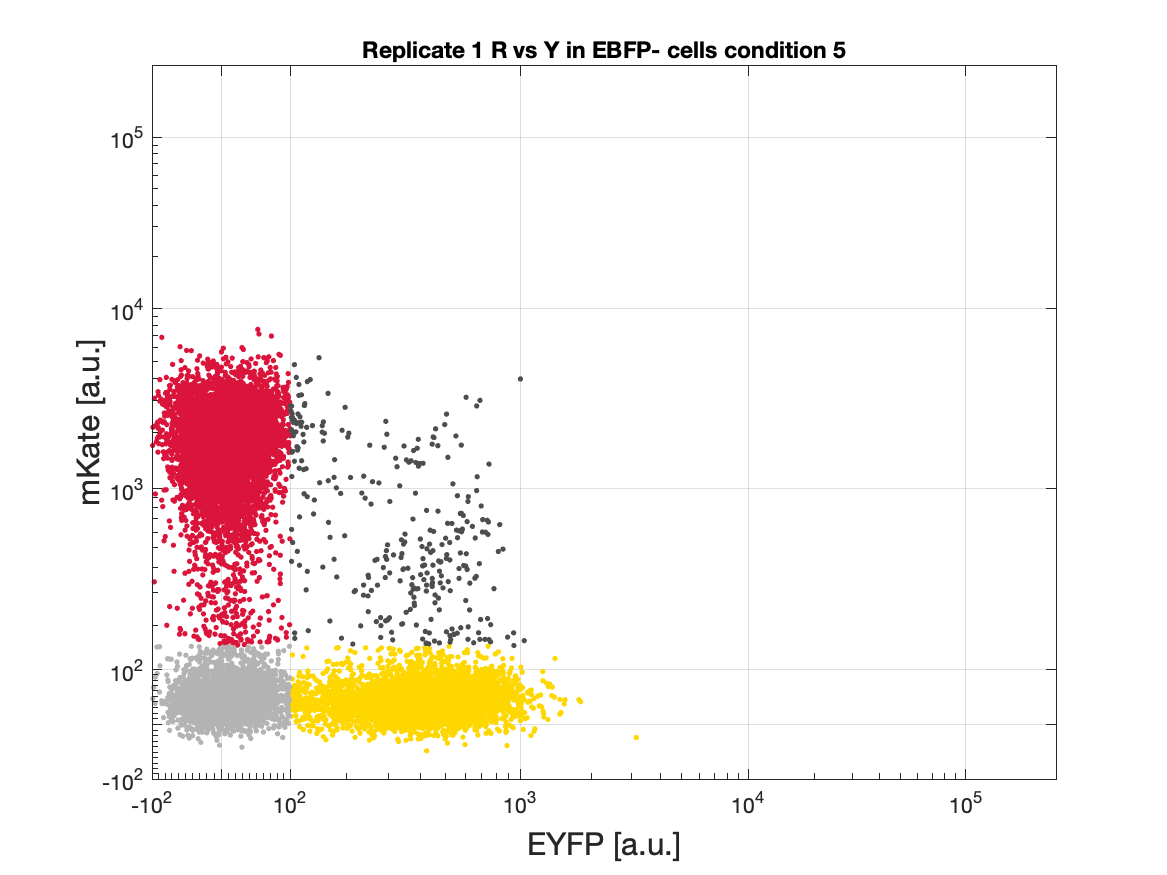 Replicate 1 R vs Y in EBFP- cells condition 5
10^5
10^4
10^3
10^2
-10^2
mKate [a.u.]
-10^2 10^2 10^3 10^4 10^5
EYFP [a.u.]